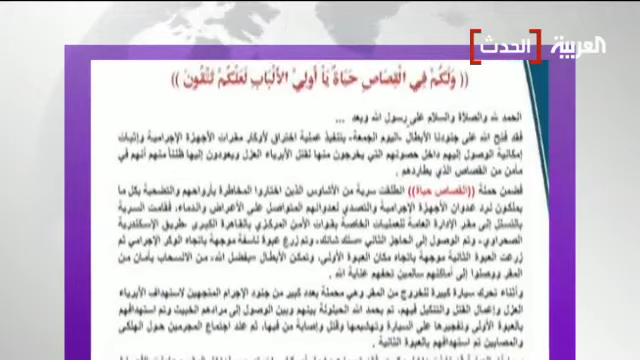 العربية
الحدث
(( وَلَكُمْ فِي الْقِصَاصِ حَيَاةٌ يَا أُولِيْ الْأَلْبَابِ لَعَلَّكُمْ تَتَّقُونَ ))
الحمد لله والصلاة والسلام على رسول الله وبعد ...
فقد فتح الله على جنودنا الأبطال -اليوم الجمعة- بتنفيذ عملية اختراق لأوكار مقرات الأجهزة الإجرامية وإثبات
إمكانية الوصول إليهم داخل حصونهم التي يخرجون منها لقتل الأبرياء العزل ويعودون إليها ظناً منهم أنهم في
مأمن من القصاص الذي يطاردهم .
فضمن حملة ((القصاص حياة)) انطلقت سرية من الأشاوس الذين اختاروا المخاطرة بأرواحهم والتضحية بكل ما
يملكون لرد عدوان الأجهزة الإجرامية والتصدي لعدوانهم المتواصل على الأعراض والدماء، فقامت السرية
بالتسلل إلى مقر الإدارة العامة للعمليات الخاصة بقوات الأمن المركزي بالقاهرة الكبرى طريق الإسكندرية
الصحراوي، وتم الوصول إلى الحاجز الثاني -سلك شائك-، وتم زرع عبوة ناسفة موجهة باتجاه الوكر الإجرامي ثم
زرعت العبوة الثانية موجهة باتجاه مكان العبوة الأولى، وتمكن الأبطال -بفضل الله- من الانسحاب بأمان من
المقر ووصلوا إلى أماكنهم سالمين تحفهم عناية الله .
وأثناء تحرك سيارة كبيرة للخروج من المقر وهي محملة بعدد كبير من جنود الإجرام المتجهين لاستهداف الأبرياء
العزل وإعمال القتل والتنكيل فيهم، تم بحمد الله الحيلولة بينهم وبين الوصول إلى مرادهم الخبيث وتم استهدافهم
بالعبوة الأولى وتفجيرها على السيارة وتهشيمها وقتل وإصابة من فيها، ثم عند اجتماع المجرمين حول الهلكى
والمصابين تم استهدافهم بالعبوة الثانية .